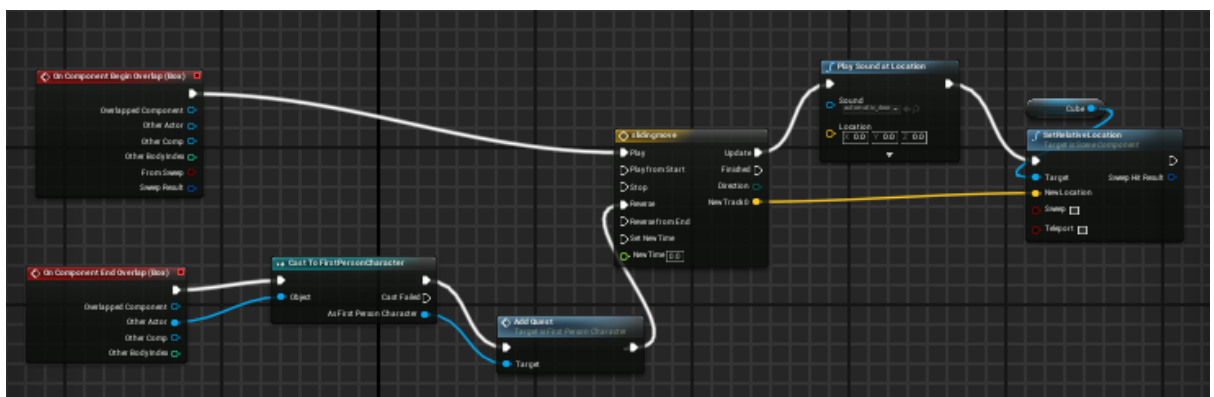 On Component Begin Overlap (Box)
Overlapped Component
Other Actor
Other Comp
Other Body Index
From Sweep
Sweep Result
On Component End Overlap (Box)
Overlapped Component
Other Actor
Other Comp
Other Body Index
Cast To FirstPersonCharacter
Object
Cast Failed
As First Person Character
Add Quest
Target is First Person Character
Target
slidingmove
Play
Update
Play from Start
Finished
Stop
Direction
Reverse
New Track 0
Reverse from End
Set New Time
New Time 0.0
Play Sound at Location
Sound
Location
X 0.0 Y 0.0 Z 0.0
Cube
SetRelativeLocation
Target is Scene Component
Target
Sweep Hit Result
New Location
Sweep
Teleport